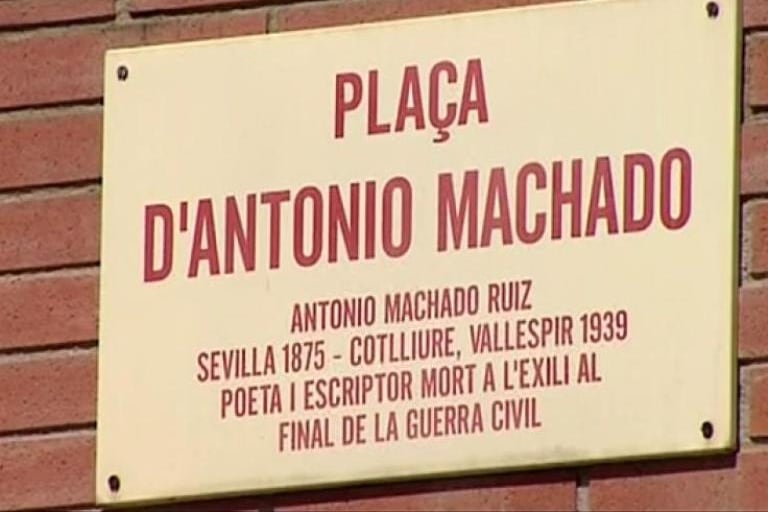 PLAÇA
D'ANTONIO MACHADO
ANTONIO MACHADO RUIZ
SEVILLA 1875 - COTLLIURE, VALLESPIR 1939
POETA I ESCRIPTOR MORT A L'EXILI AL
FINAL DE LA GUERRA CIVIL